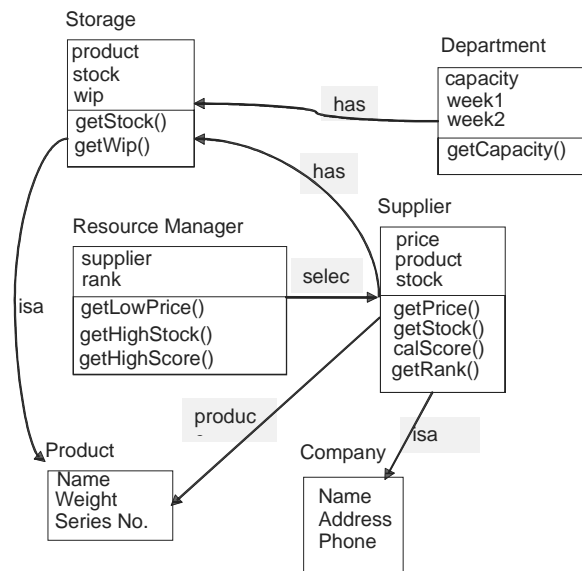 Storage
product
stock
wip
getStock()
getWip()
Department
capacity
week1
week2
getCapacity()
has
has
Resource Manager
supplier
rank
getLowPrice()
getHighStock()
getHighScore()
selec
Supplier
price
product
stock
getPrice()
getStock()
calScore()
getRank()
isa
produc
isa
Product
Name
Weight
Series No.
Company
Name
Address
Phone